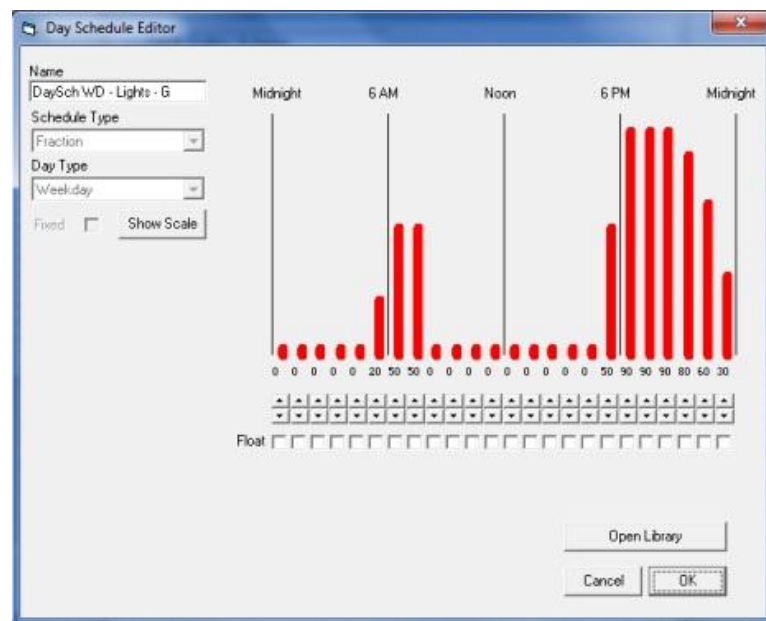 Day Schedule Editor
Name
DaySch WD - Lights - G
Schedule Type
Fraction
Day Type
Weekday
Fixed
Show Scale
Midnight 6 AM Noon 6 PM Midnight
0 0 0 0 0 20 50 50 0 0 0 0 0 0 0 0 0 50 90 90 90 80 60 30
Float
Open Library
Cancel OK